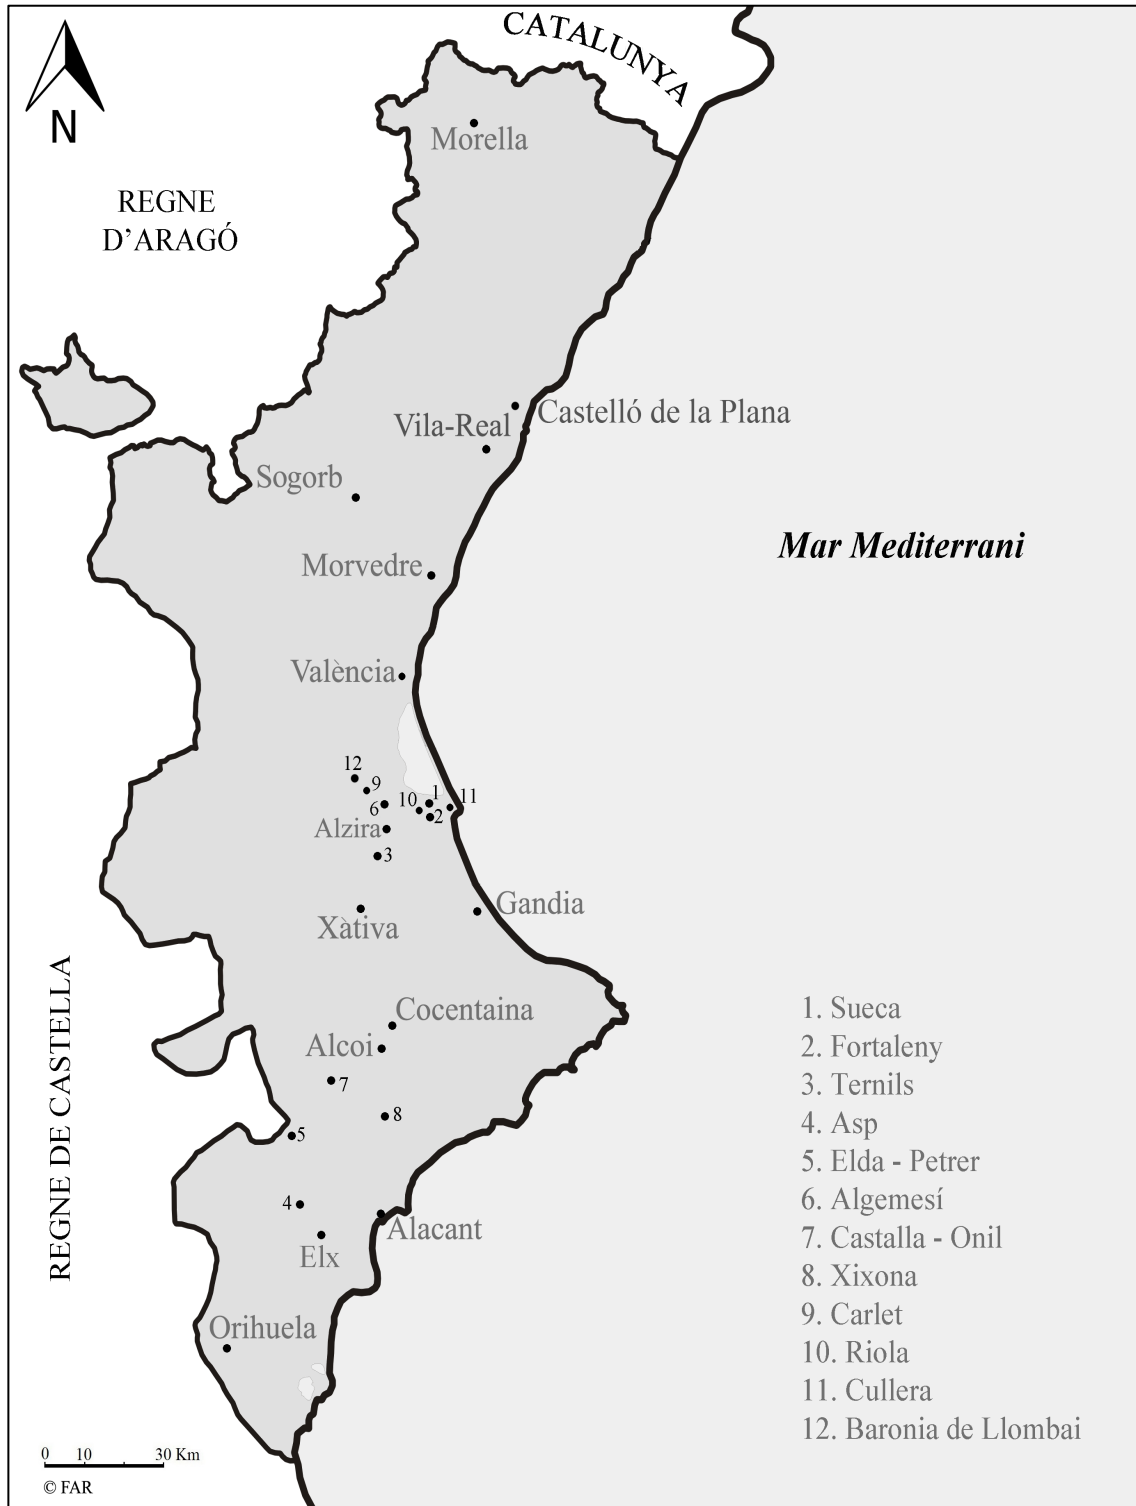 CATALUNYA
N
Morella
REGNE
D'ARAGÓ
Castelló de la Plana
Vila-Real
Sogorb
Mar Mediterrani
Morvedre
València
12
9
1
11
10
6
2
Alzira
3
Gandia
Xàtiva
REGNE DE CASTELLA
Cocentaina
Alcoi
7
8
5
4
Alacant
Elx
Orihuela
1. Sueca
2. Fortaleny
3. Ternils
4. Asp
5. Elda - Petrer
6. Algemesí
7. Castalla - Onil
8. Xixona
9. Carlet
10. Riola
11. Cullera
12. Baronia de Llombai
0 10 30 Km
© FAR